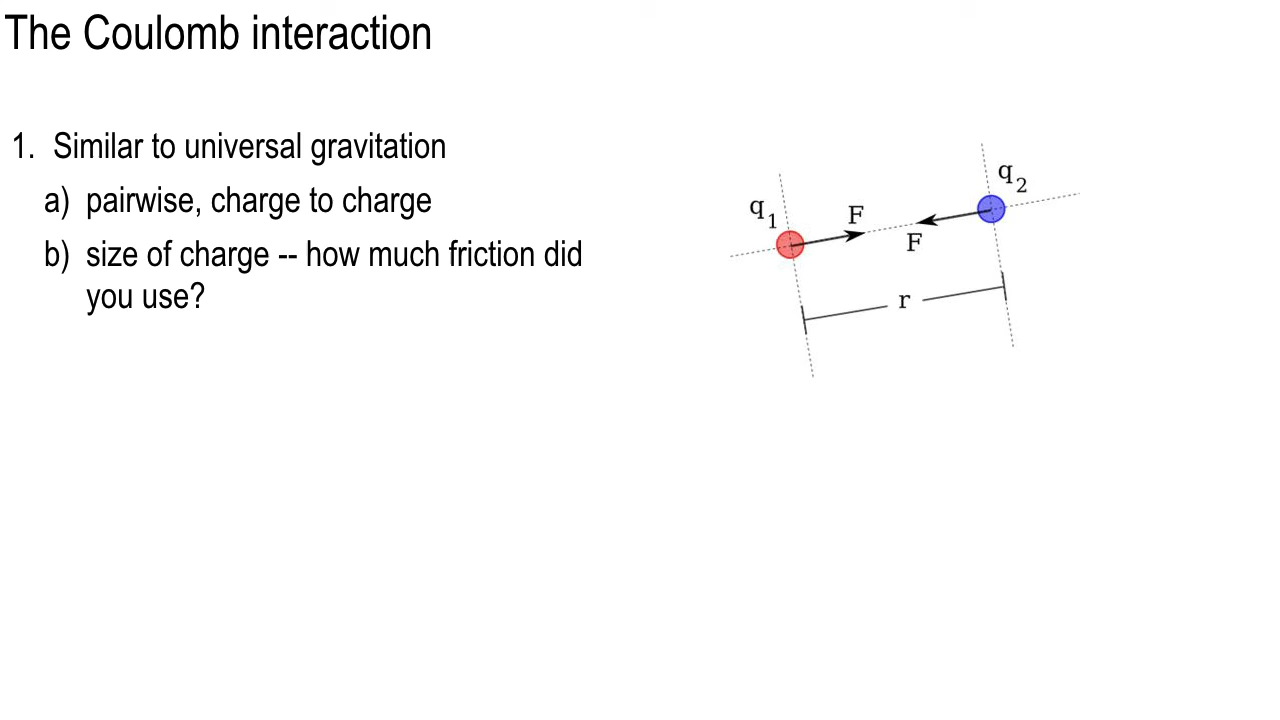 The Coulomb interaction
1. Similar to universal gravitation
a) pairwise, charge to charge
b) size of charge -- how much friction did
you use?
q₁
F
F
q₂
r